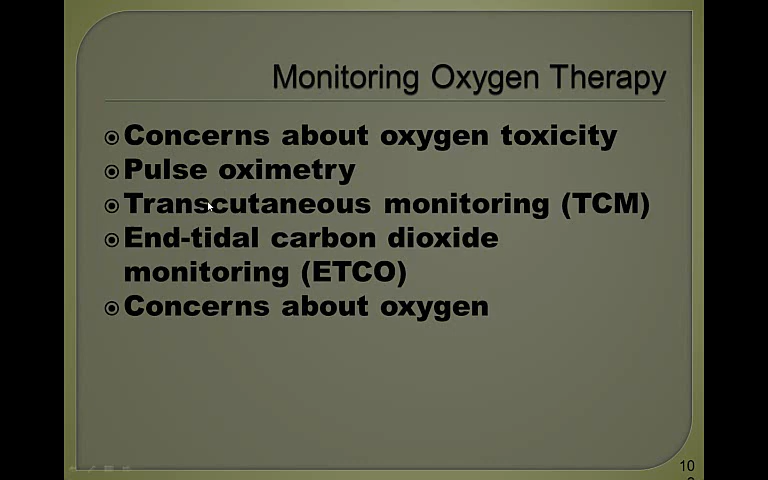 Monitoring Oxygen Therapy
Concerns about oxygen toxicity
Pulse oximetry
Transcutaneous monitoring (TCM)
End-tidal carbon dioxide
monitoring (ETCO)
Concerns about oxygen
10